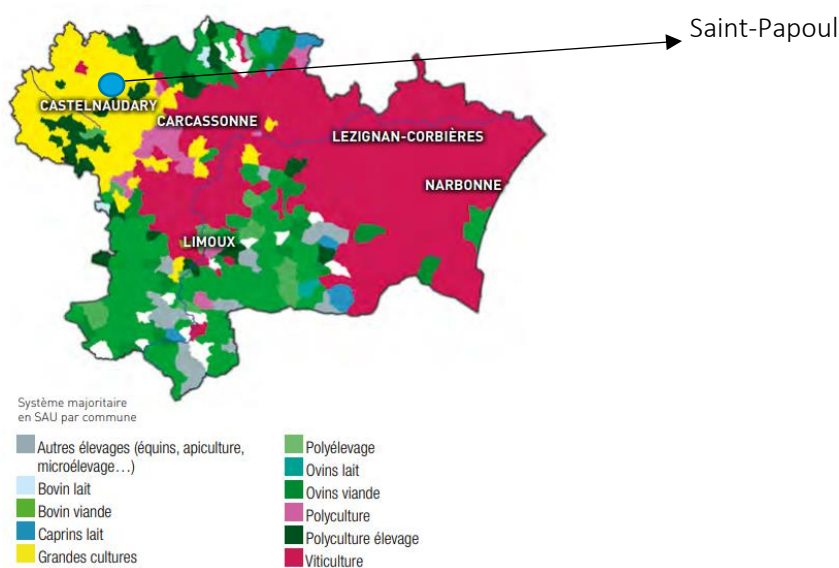 Saint-Papoul
CASTELNAUDARY
CARCASSONNE
LEZIGNAN-CORBIÈRES
NARBONNE
LIMOUX
Système majoritaire
en SAU par commune
Autres élevages (équins, apiculture,
microélevage...)
Bovin lait
Bovin viande
Caprins lait
Grandes cultures
Polyélevage
Ovins lait
Ovins viande
Polyculture
Polyculture élevage
Viticulture